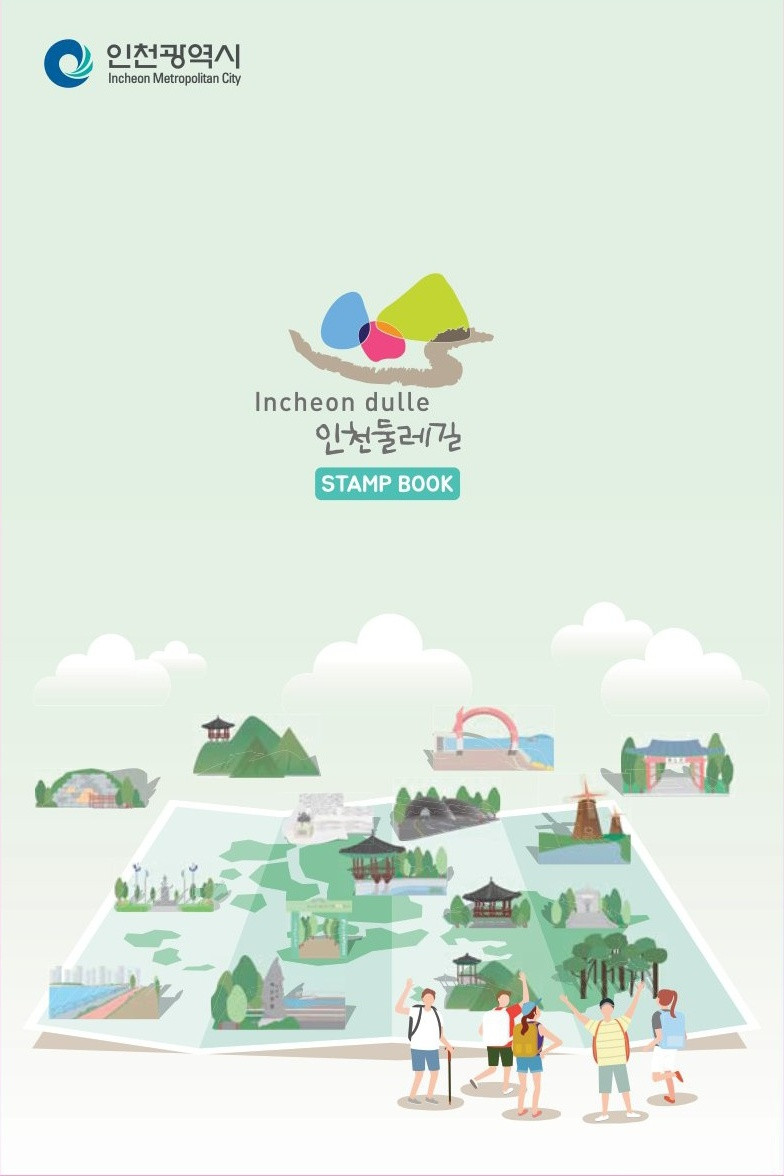 인천광역시
Incheon Metropolitan City
Incheon dulle
인천둘레길
STAMP BOOK